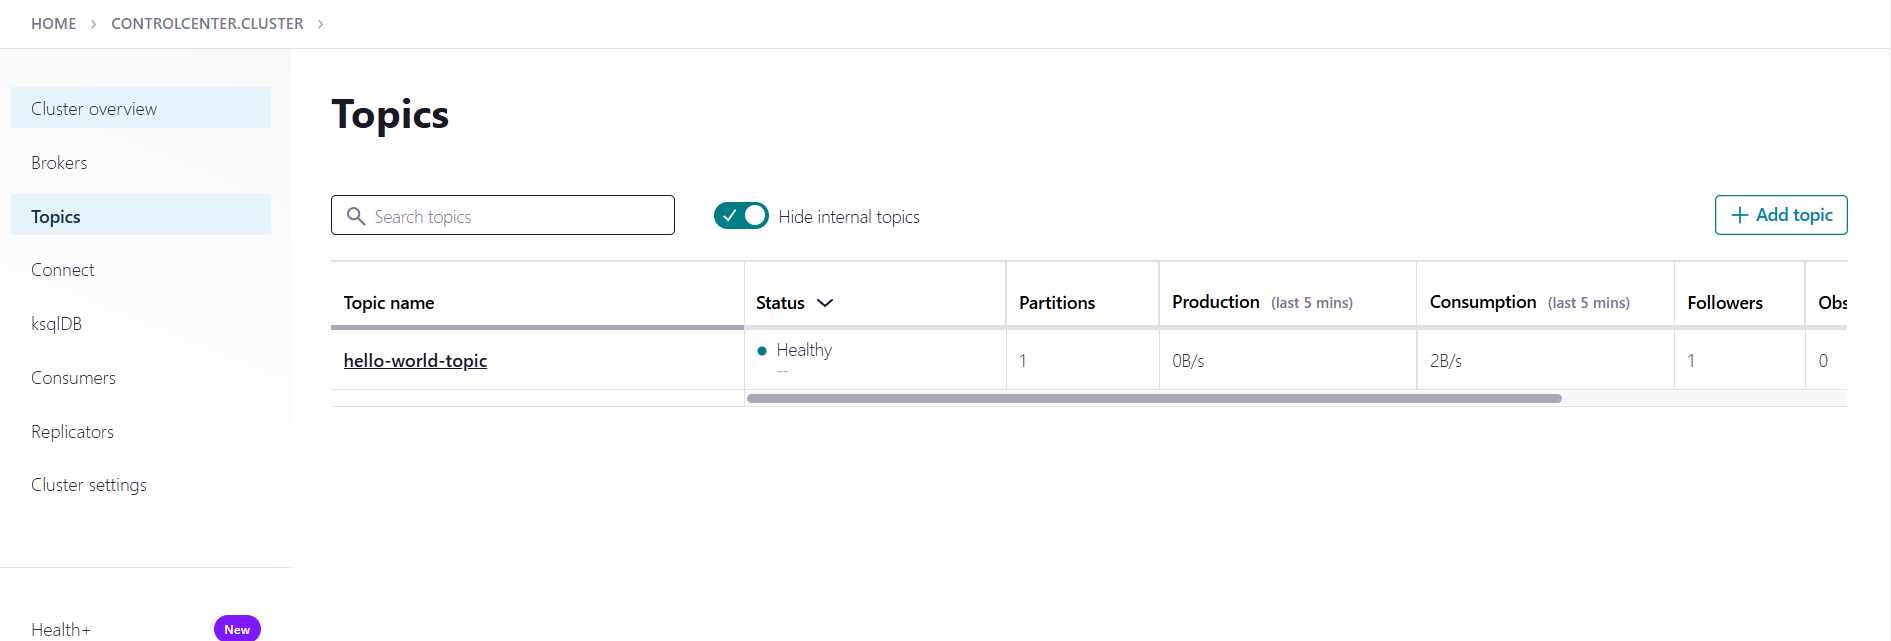 HOME > CONTROLCENTER.CLUSTER >
Cluster overview
Brokers
Topics
Connect
ksqlDB
Consumers
Replicators
Cluster settings
Health+ New
Topics
Search topics
Hide internal topics
+ Add topic
Topic name Status Partitions Production (last 5 mins) Consumption (last 5 mins) Followers Obs
hello-world-topic Healthy 1 0B/s 2B/s 1 0
--